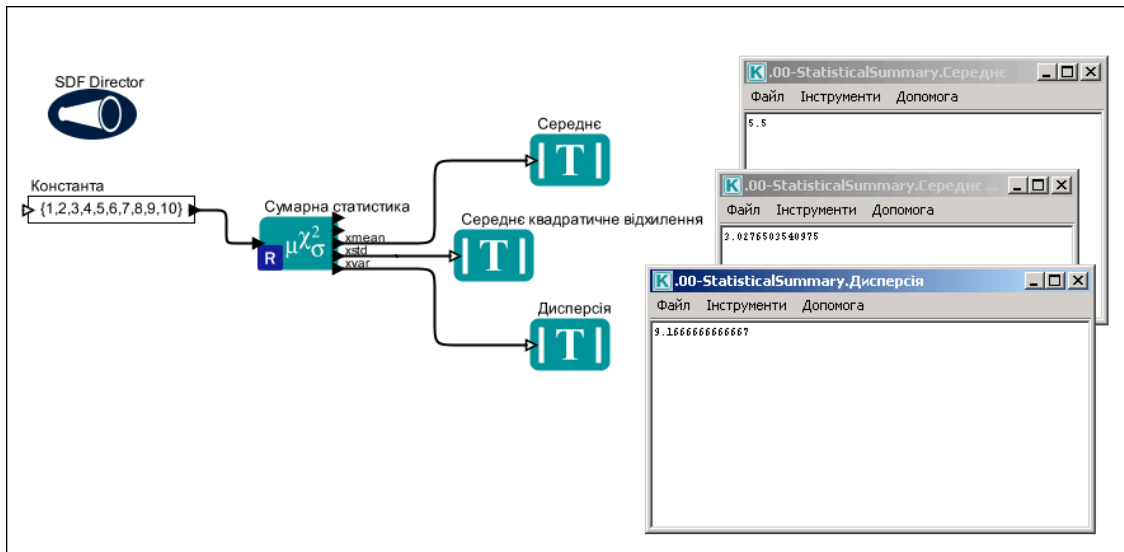 SDF Director
Константа
{1,2,3,4,5,6,7,8,9,10}
Сумарна статистика
μχ²σ
R
xmean
xstd
xvar
Середнє
T
Середнє квадратичне відхилення
T
Дисперсія
T
K .00-StatisticalSummary.Середнє
Файл Інструменти Допомога
5.5
K .00-StatisticalSummary.Середнє ...
Файл Інструменти Допомога
3.0276503540975
K .00-StatisticalSummary.Дисперсія
Файл Інструменти Допомога
9.1666666666667